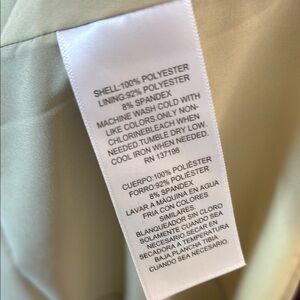 SHELL:100% POLYESTER
LINING:92% POLYESTER
8% SPANDEX
MACHINE WASH COLD WITH
LIKE COLORS.ONLY NON-
CHLORINEBLEACH WHEN
NEEDED.TUMBLE DRY LOW.
COOL IRON WHEN NEEDED.
RN 137198
CUERPO:100% POLIÉSTER
FORRO:92% POLIÉSTER
8% SPANDEX
LAVAR A MÁQUINA EN AGUA
FRIA CON COLORES
SIMILARES.
BLANQUEADOR SIN CLORO
SOLAMENTE CUANDO SEA
NECESARIO.SECAR EN
SECADORA A TEMPERATURA
BAJA.PLANCHA TIBIA
CUANDO SEA NECESARIO.